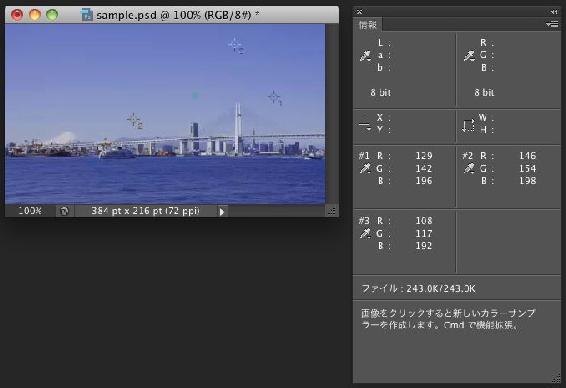 sample.psd @ 100% (RGB/8#) *
100%
384 pt x 216 pt (72 ppi)
情報
L :
a :
b :
8 bit
R :
G :
B :
8 bit
X :
Y :
W :
H :
#1 R : 129
G : 142
B : 196
#2 R : 146
G : 154
B : 198
#3 R : 108
G : 117
B : 192
ファイル : 243.0K/243.0K
画像をクリックすると新しいカラーサンプ
ラーを作成します。Cmd で機能拡張。